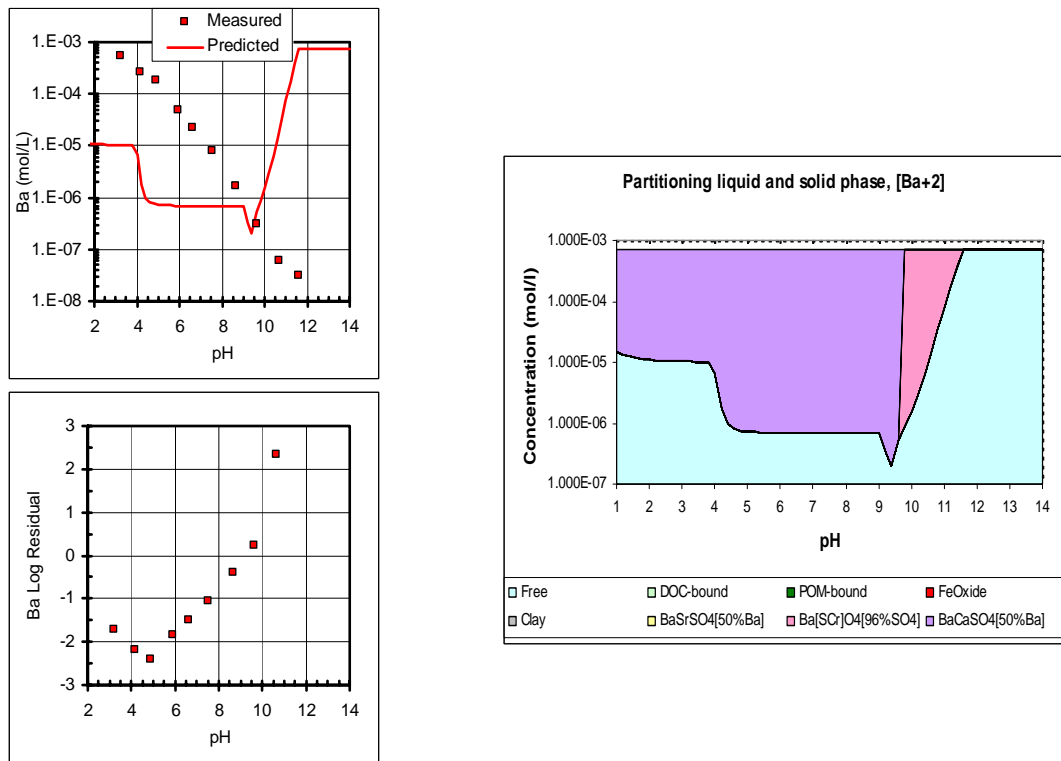 Measured
Predicted
1.E-03
1.E-04
1.E-05
1.E-06
1.E-07
1.E-08
Ba (mol/L)
2 4 6 8 10 12 14
pH
3
2
1
0
-1
-2
-3
Ba Log Residual
2 4 6 8 10 12 14
pH
Partitioning liquid and solid phase, [Ba+2]
1.000E-03
1.000E-04
1.000E-05
1.000E-06
1.000E-07
Concentration (mol/l)
1 2 3 4 5 6 7 8 9 10 11 12 13 14
pH
Free DOC-bound POM-bound FeOxide
Clay BaSrSO4[50%Ba] Ba[SCr]O4[96%SO4] BaCaSO4[50%Ba]